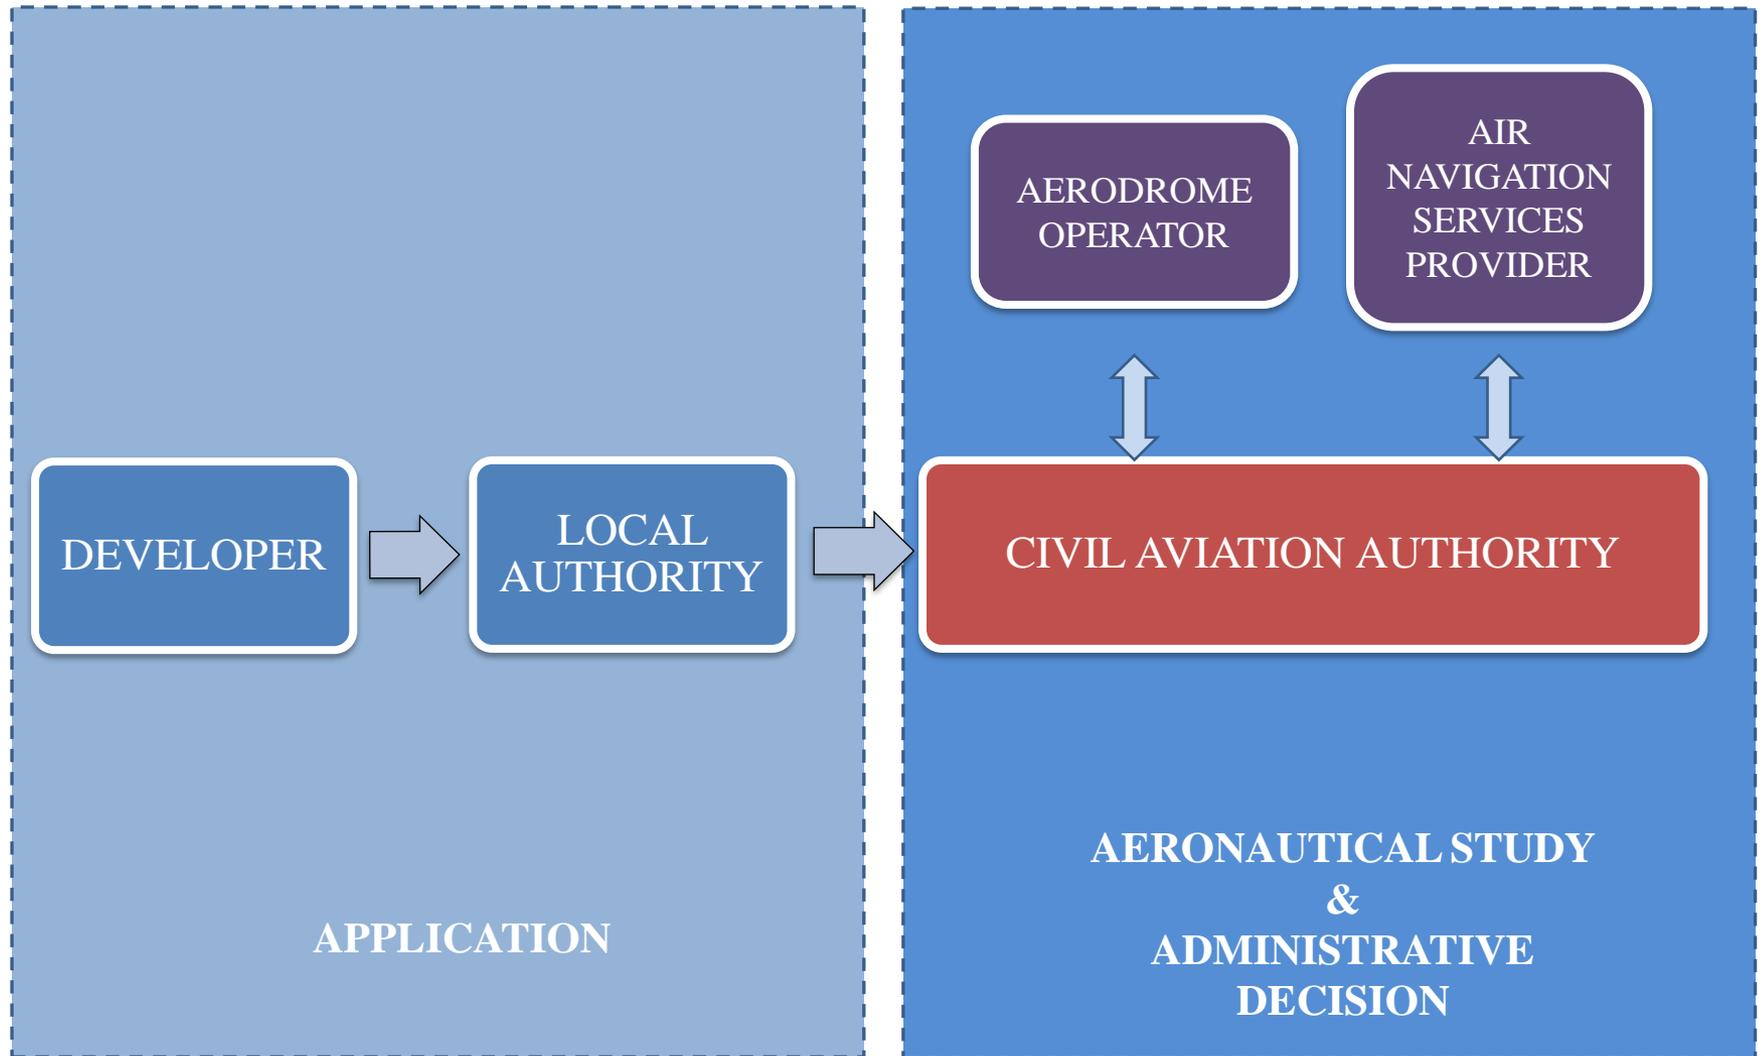 DEVELOPER
LOCAL
AUTHORITY
APPLICATION
AERODROME
OPERATOR
AIR
NAVIGATION
SERVICES
PROVIDER
CIVIL AVIATION AUTHORITY
AERONAUTICAL STUDY
&
ADMINISTRATIVE
DECISION